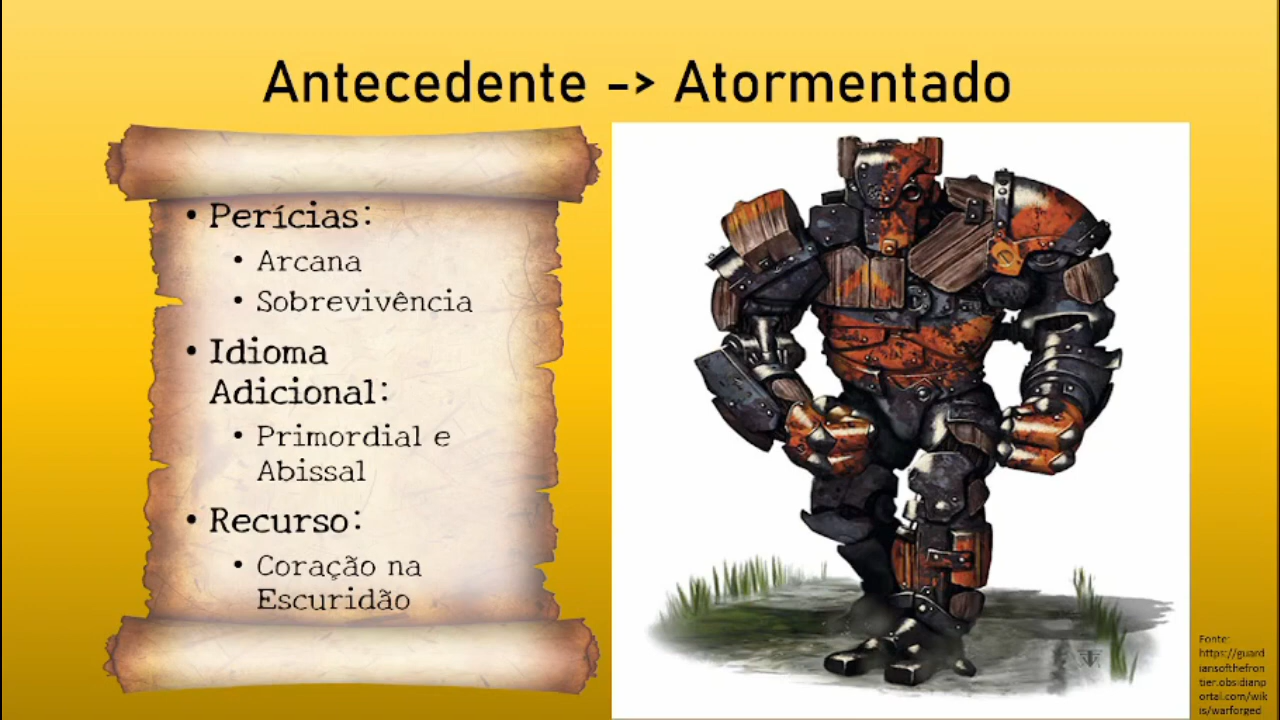 Antecedente -> Atormentado
• Perícias:
• Arcana
• Sobrevivência
• Idioma
Adicional:
• Primordial e
Abissal
• Recurso:
• Coração na
Escuridão
Fonte:
https://guard
iansofthefron
tier.obsidianp
ortal.com/wik
is/warforged